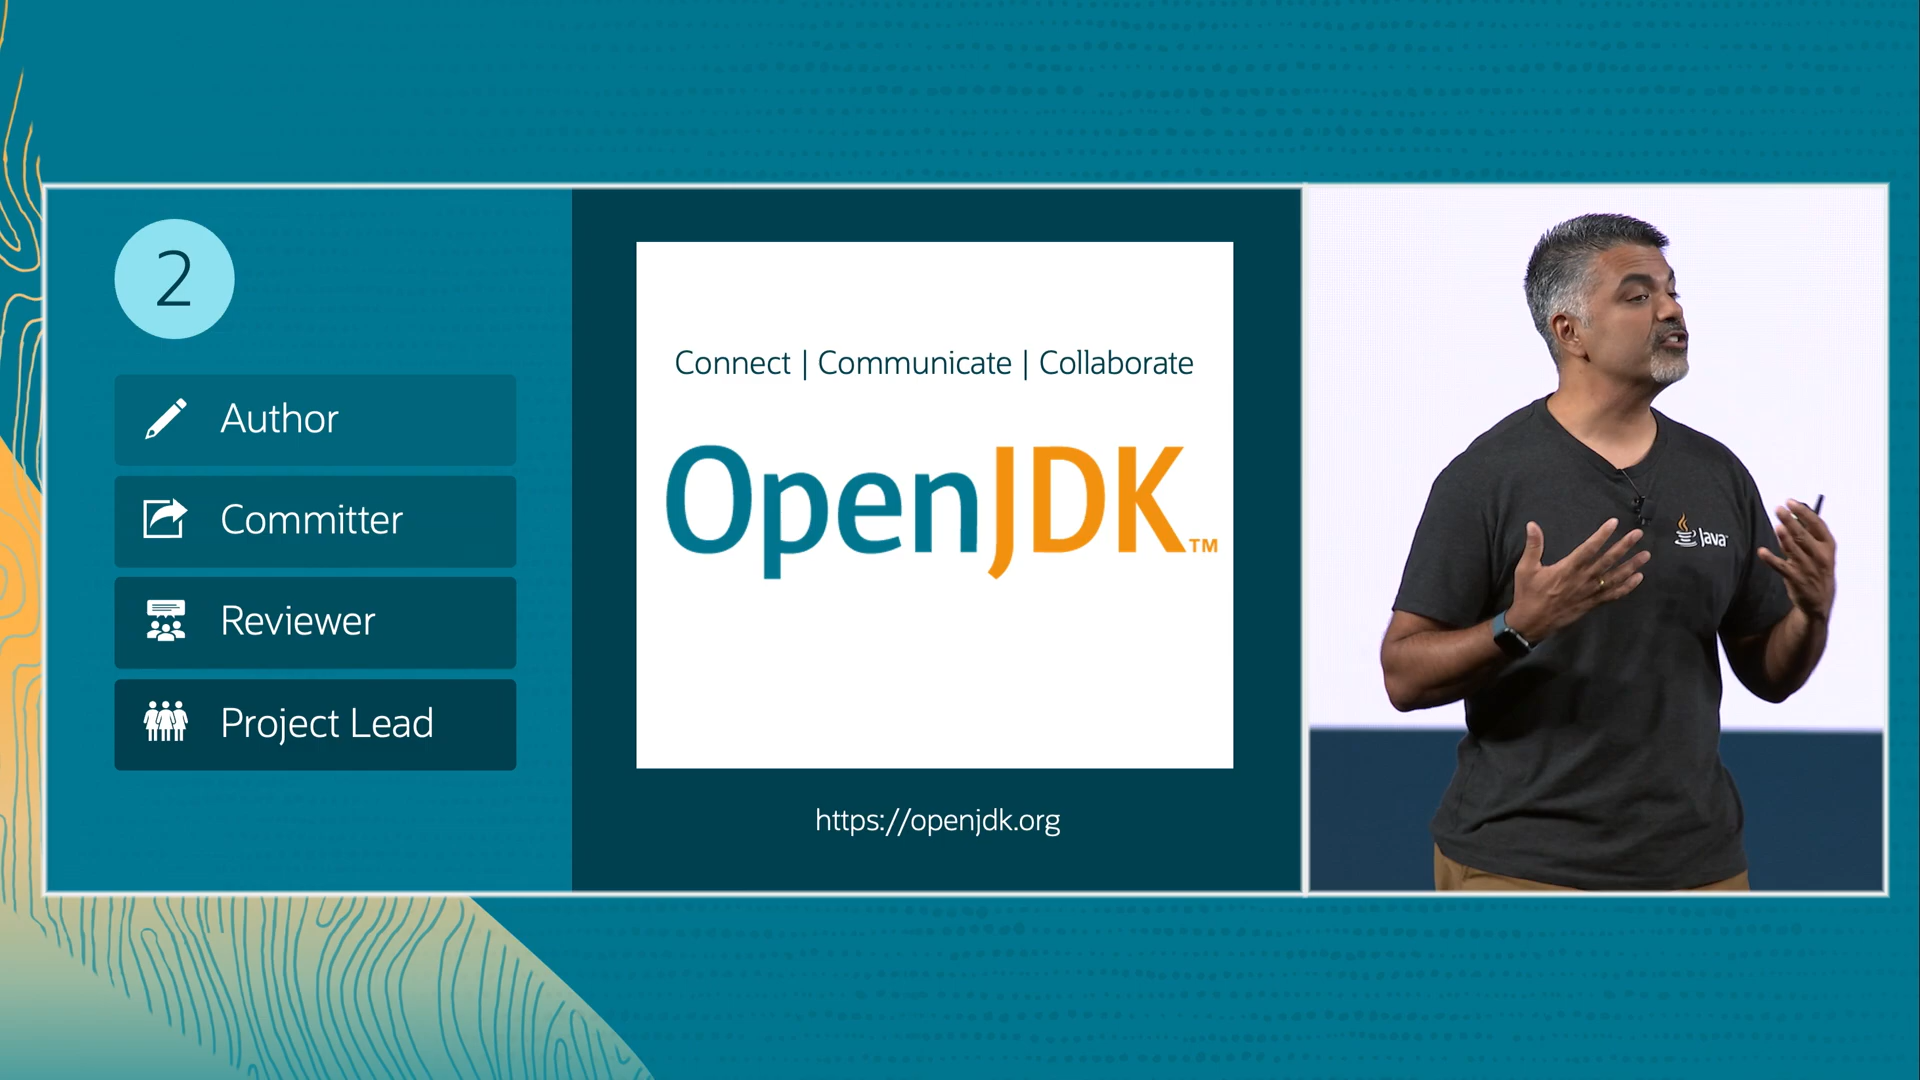 2
Author
Committer
Reviewer
Project Lead
Connect | Communicate | Collaborate
OpenJDK™
https://openjdk.org
Java